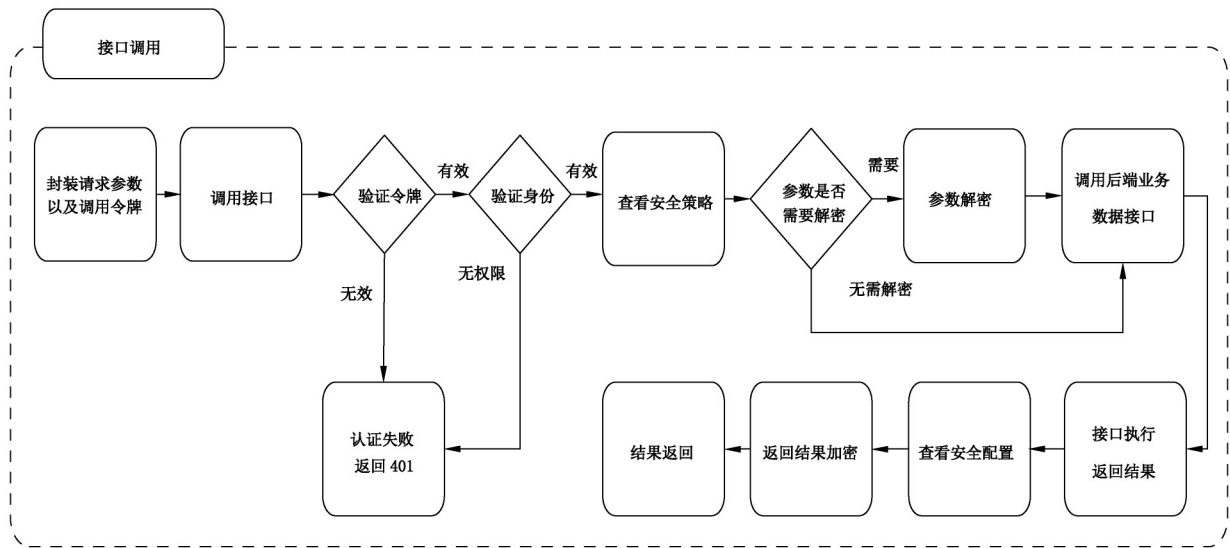 接口调用
封装请求参数
以及调用令牌
调用接口
验证令牌
有效
验证身份
有效
查看安全策略
参数是否
需要解密
需要
参数解密
调用后端业务
数据接口
无效
无权限
无需解密
认证失败
返回 401
结果返回
返回结果加密
查看安全配置
接口执行
返回结果